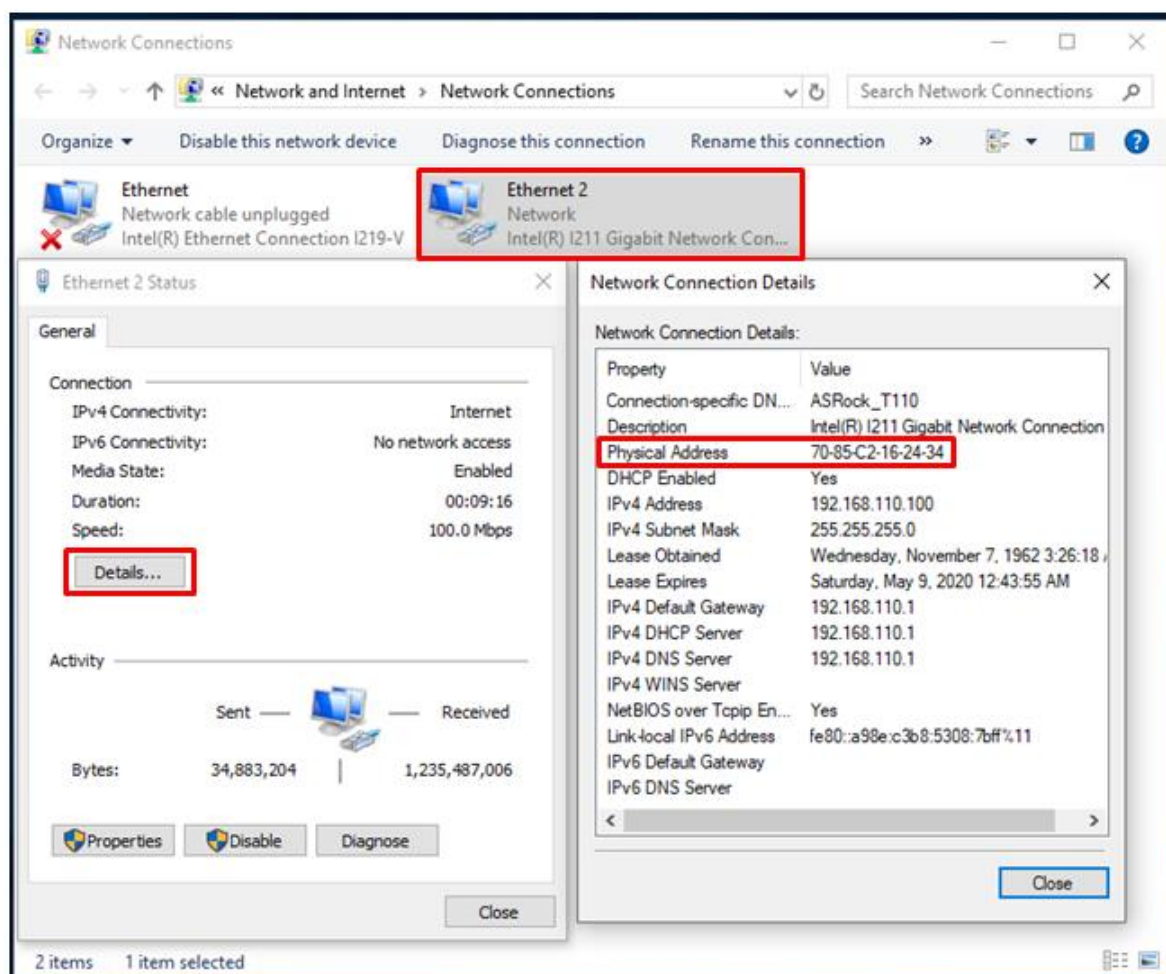 Network Connections
« Network and Internet › Network Connections
Search Network Connections
Organize Disable this network device Diagnose this connection Rename this connection »
Ethernet
Network cable unplugged
Intel(R) Ethernet Connection I219-V
Ethernet 2
Network
Intel(R) I211 Gigabit Network Con...
Ethernet 2 Status
General
Connection
IPv4 Connectivity: Internet
IPv6 Connectivity: No network access
Media State: Enabled
Duration: 00:09:16
Speed: 100.0 Mbps
Details...
Activity
Sent Received
Bytes: 34,883,204 1,235,487,006
Properties Disable Diagnose
Close
Network Connection Details
Network Connection Details:
Property Value
Connection-specific DN... ASRock_T110
Description Intel(R) I211 Gigabit Network Connection
Physical Address 70-85-C2-16-24-34
DHCP Enabled Yes
IPv4 Address 192.168.110.100
IPv4 Subnet Mask 255.255.255.0
Lease Obtained Wednesday, November 7, 1962 3:26:18
Lease Expires Saturday, May 9, 2020 12:43:55 AM
IPv4 Default Gateway 192.168.110.1
IPv4 DHCP Server 192.168.110.1
IPv4 DNS Server 192.168.110.1
IPv4 WINS Server
NetBIOS over Tcpip En... Yes
Link-local IPv6 Address fe80::a98e:c3b8:5308:7bff%11
IPv6 Default Gateway
IPv6 DNS Server
Close
2 items 1 item selected